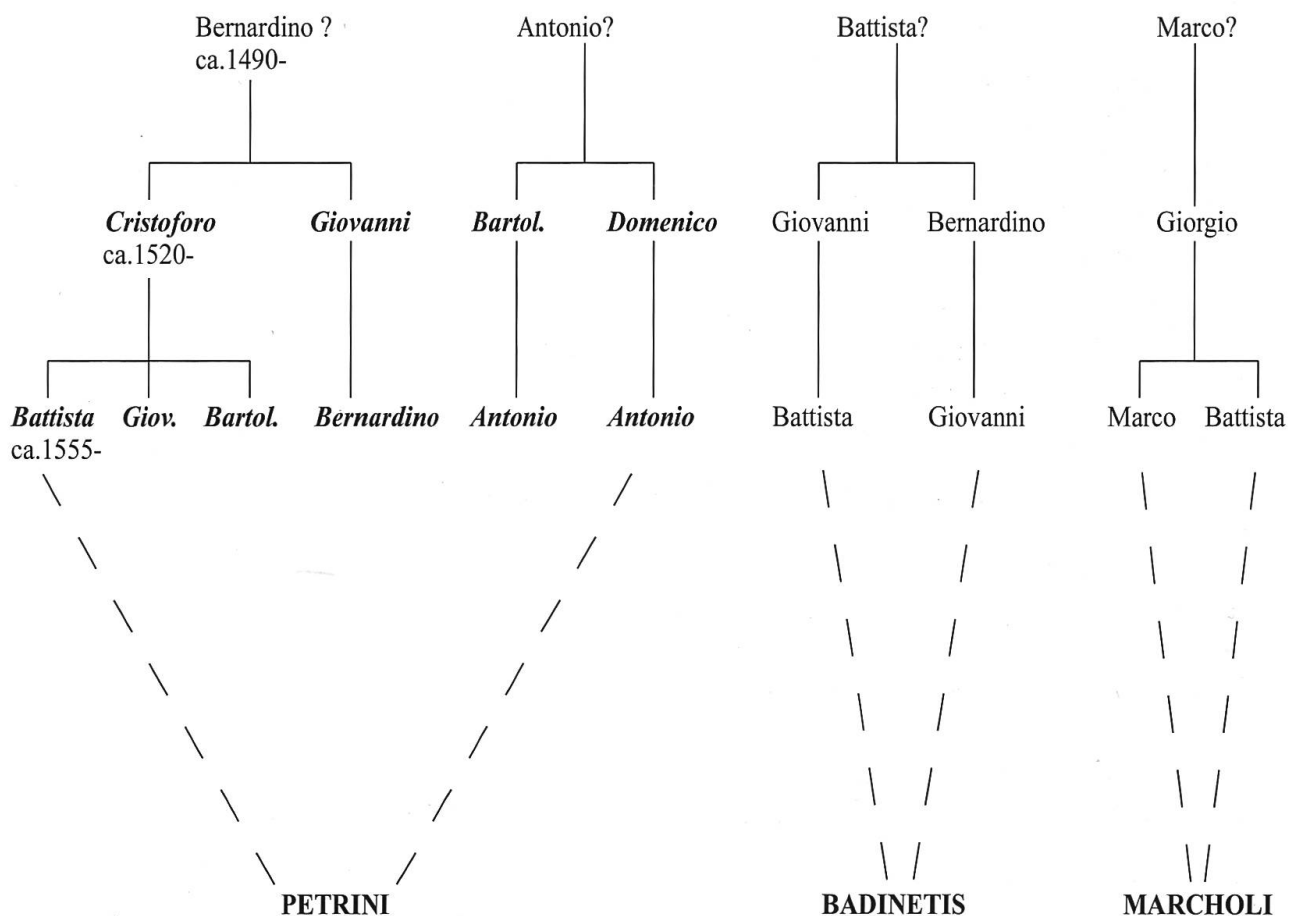 Bernardino ? Antonio? Battista? Marco?
ca.1490-
Cristoforo Giovanni Bartol. Domenico Giovanni Bernardino Giorgio
ca.1520-
Battista Giov. Bartol. Bernardino Antonio Antonio Battista Giovanni Marco Battista
ca.1555-
PETRINI BADINETIS MARCHOLI